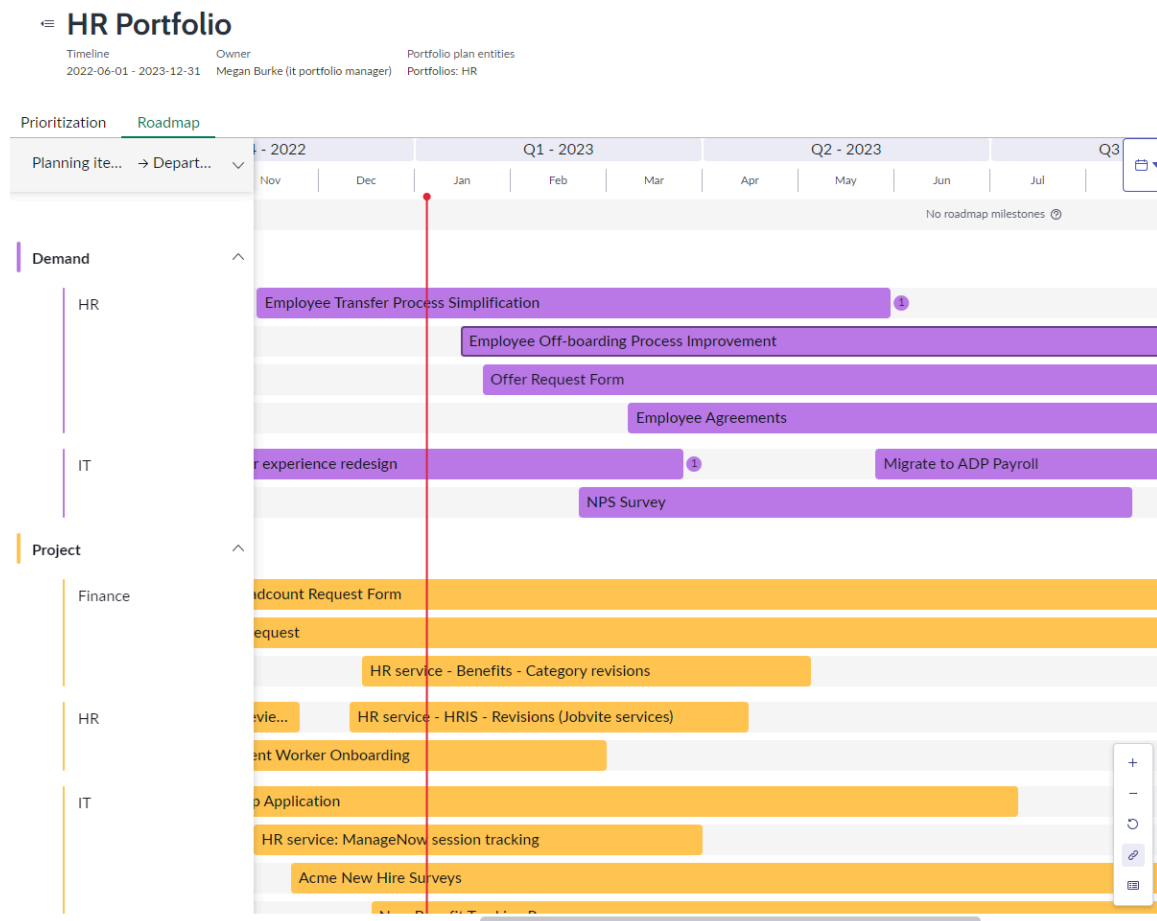 HR Portfolio
Timeline Owner Portfolio plan entities
2022-06-01 - 2023-12-31 Megan Burke (it portfolio manager) Portfolios: HR
Prioritization Roadmap
Planning ite... → Depart...
- 2022 Q1 - 2023 Q2 - 2023 Q3
Nov Dec Jan Feb Mar Apr May Jun Jul
No roadmap milestones
Demand
HR
Employee Transfer Process Simplification 1
Employee Off-boarding Process Improvement
Offer Request Form
Employee Agreements
IT
r experience redesign 1 Migrate to ADP Payroll
NPS Survey
Project
Finance
adcount Request Form
equest
HR service - Benefits - Category revisions
HR
evie... HR service - HRIS - Revisions (Jobvite services)
ent Worker Onboarding
IT
p Application
HR service: ManageNow session tracking
Acme New Hire Surveys